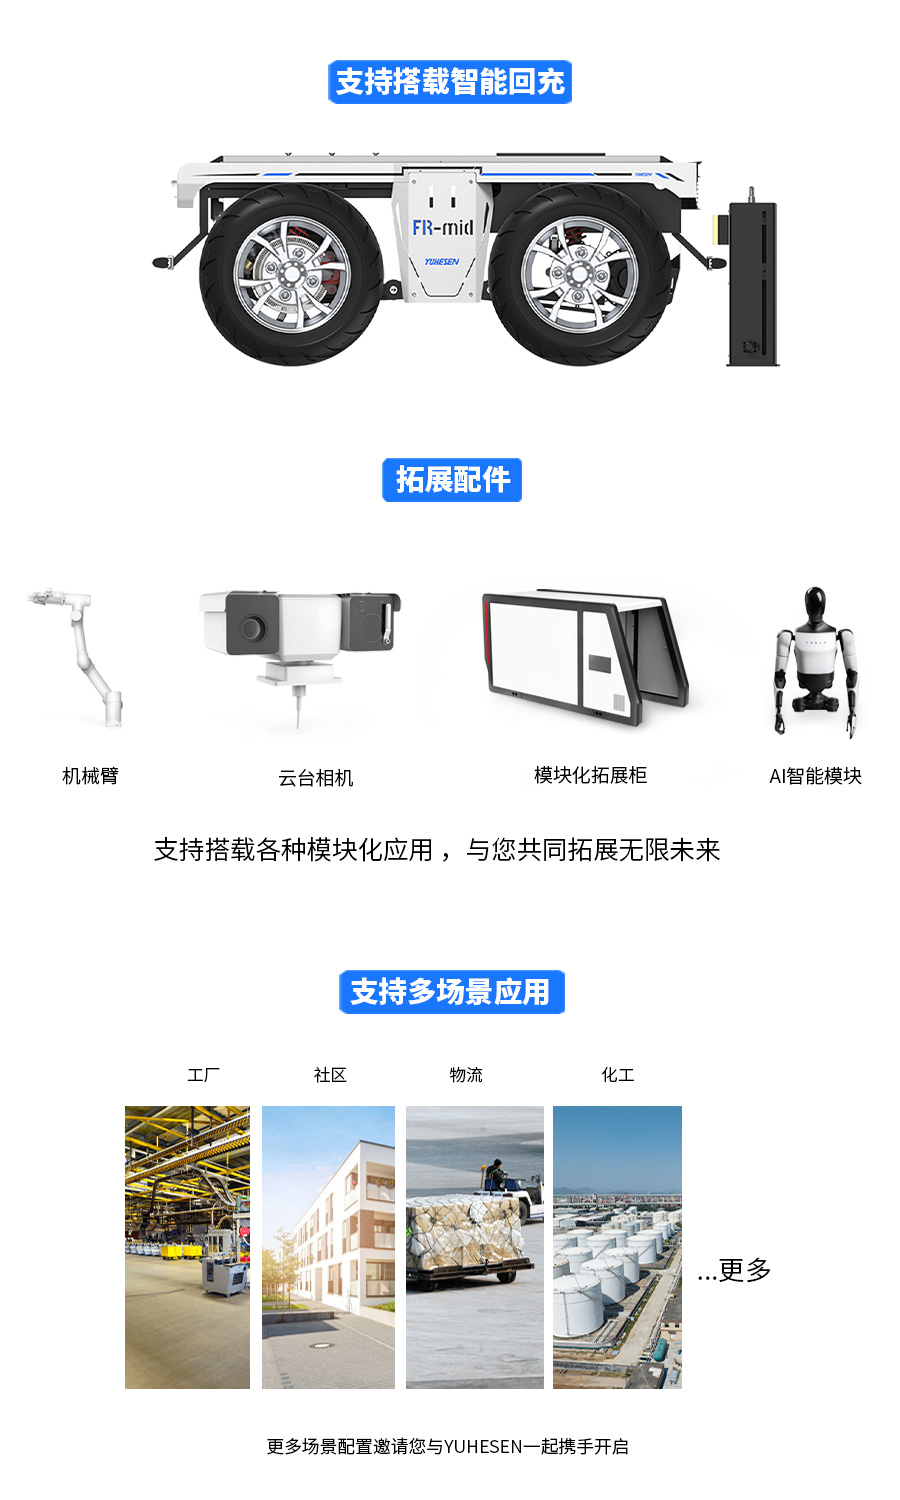 支持搭载智能回充
YUHESEN
FR-mid
YUHESEN
拓展配件
TESLA
机械臂
云台相机
模块化拓展柜
AI智能模块
支持搭载各种模块化应用，与您共同拓展无限未来
支持多场景应用
工厂
社区
物流
化工
...更多
更多场景配置邀请您与YUHESEN一起携手开启